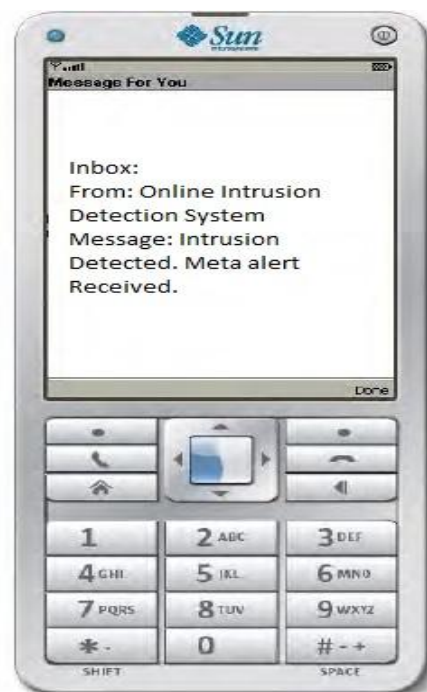 Sun
Message For You
Inbox:
From: Online Intrusion
Detection System
Message: Intrusion
Detected. Meta alert
Received.
Done
1
2 ABC
3 DEF
4 GHI
5 JKL
6 MNO
7 PQRS
8 TUV
9 WXYZ
* .
0
# - +
SHIFT
SPACE